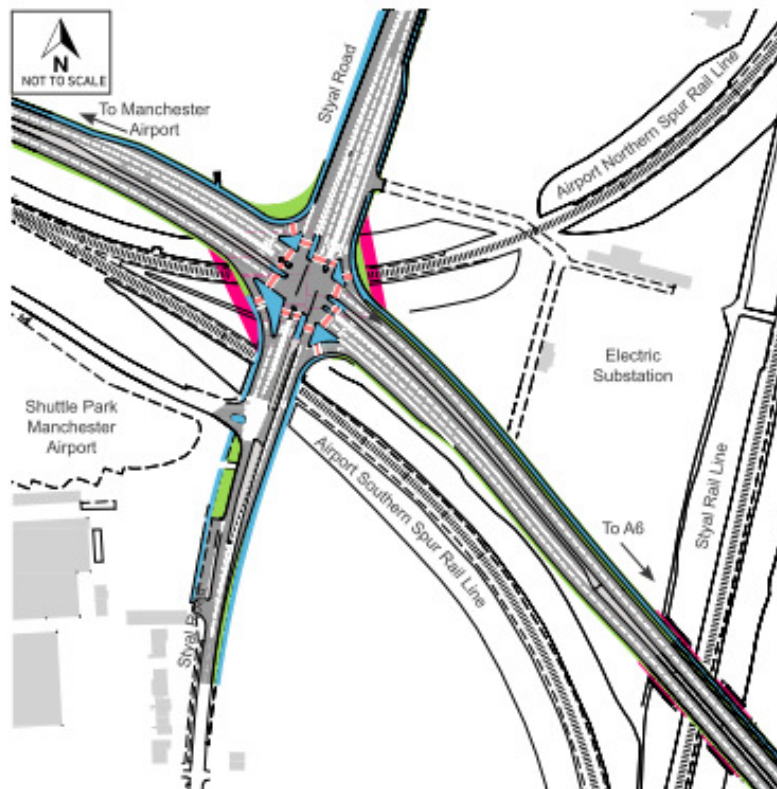 N
NOT TO SCALE
Styal Road
To Manchester
Airport
Airport Northern Spur Rail Line
Electric
Substation
Shuttle Park
Manchester
Airport
Airport Southern Spur Rail Line
Styal Rail Line
To A6
Styal